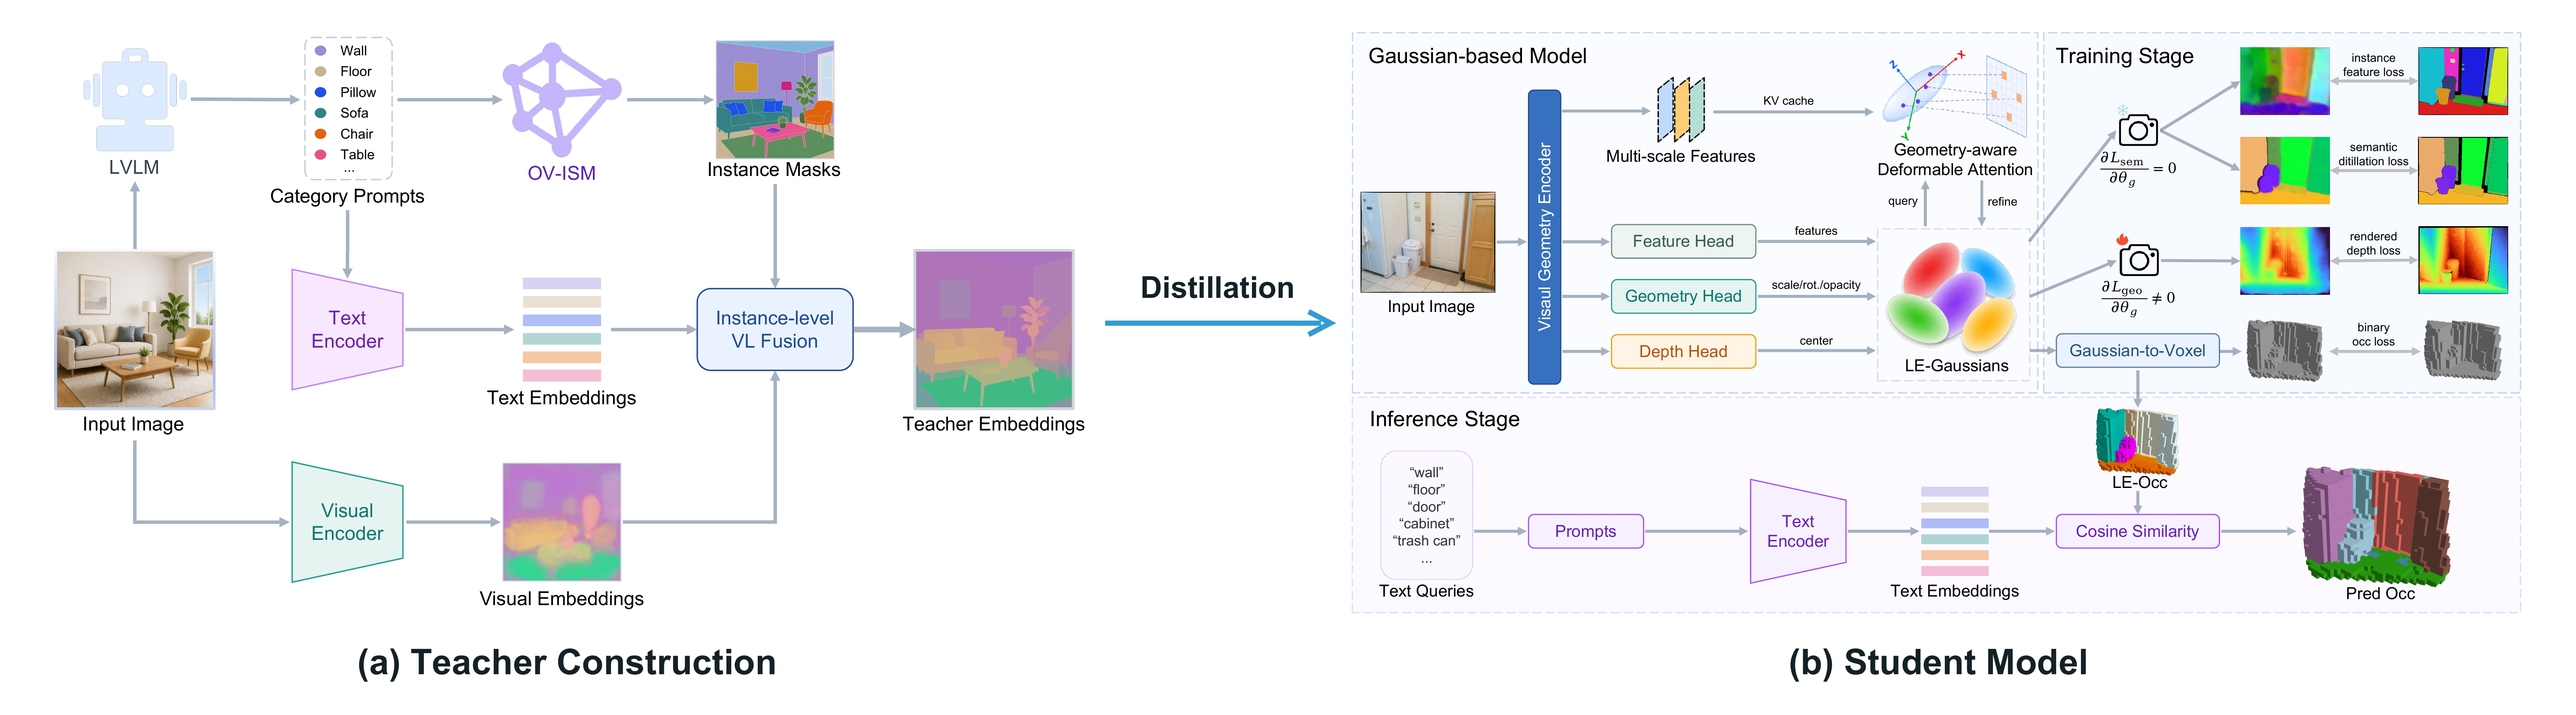 Wall
Floor
Pillow
Sofa
Chair
Table
...
LVLM
Category Prompts
OV-ISM
Instance Masks
Input Image
Text
Encoder
Text Embeddings
Instance-level
VL Fusion
Teacher Embeddings
Visual
Encoder
Visual Embeddings
(a) Teacher Construction
Distillation
Gaussian-based Model
Input Image
Visaul Geometry Encoder
Multi-scale Features
KV cache
Z
X
Y
Geometry-aware
Deformable Attention
query
refine
Feature Head
features
Geometry Head
scale/rot./opacity
Depth Head
center
LE-Gaussians
Training Stage
∂L_sem/∂θ_g = 0
∂L_geo/∂θ_g ≠ 0
instance
feature loss
semantic
ditillation loss
rendered
depth loss
Gaussian-to-Voxel
binary
occ loss
Inference Stage
“wall”
“floor”
“door”
“cabinet”
“trash can”
...
Text Queries
Prompts
Text
Encoder
Text Embeddings
LE-Occ
Cosine Similarity
Pred Occ
(b) Student Model